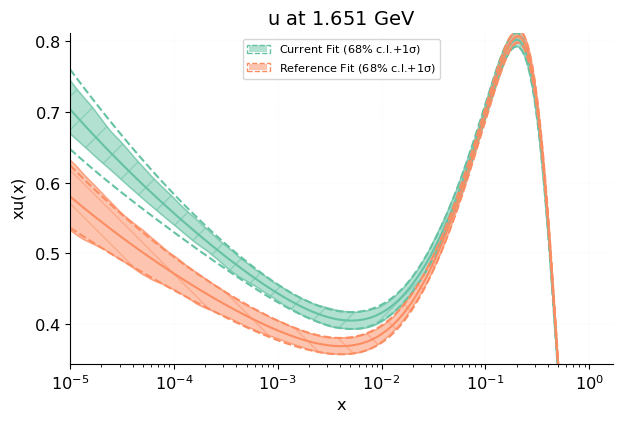 u at 1.651 GeV
Current Fit (68% c.l.+1σ)
Reference Fit (68% c.l.+1σ)
xu(x)
0.8
0.7
0.6
0.5
0.4
10⁻⁵
10⁻⁴
10⁻³
10⁻²
10⁻¹
10⁰
x